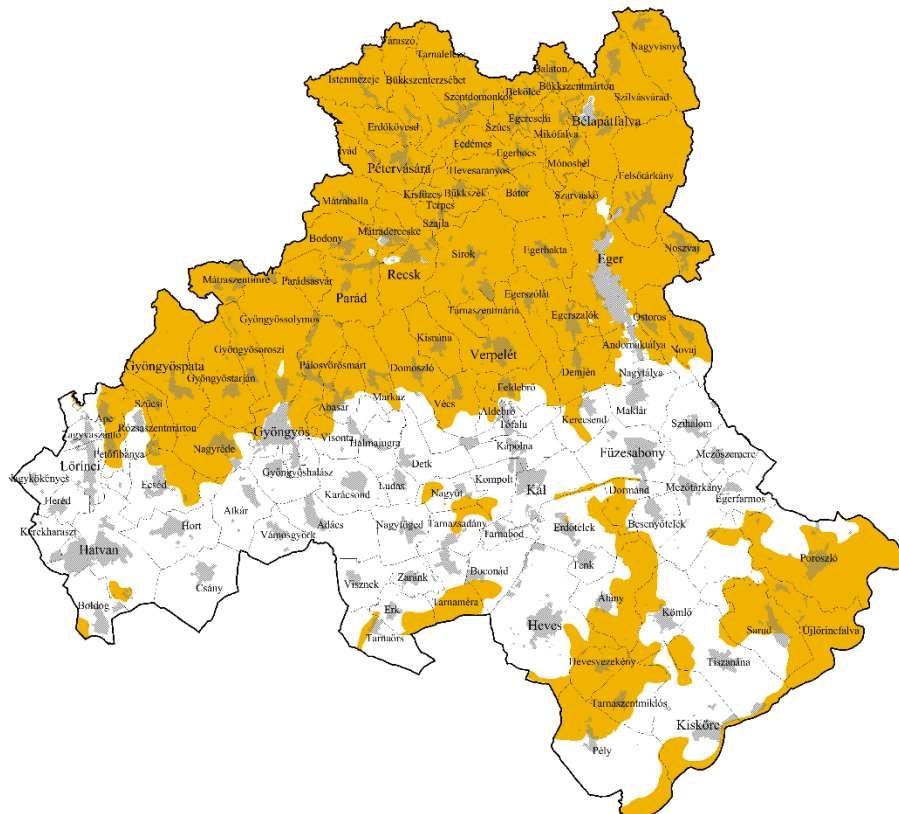 Váraszó
Nagyvisnyó
Tarnalelesz
Istenmezeje
Bükkszenterzsébet
Balaton
Bekölce
Bükkszentmárton
Szentdomonkos
Szilvásvárad
Egercsehi
Bélapátfalva
Erdőkövesd
Szúcs
Mikófalva
Fedémes
Egerbocs
Pétervására
Hevesaranyos
Mónosbél
Felsőtárkány
Mátraballa
Kisfüzes
Bükkszék
Bátor
Szarvaskő
Terpes
Szajla
Bodony
Mátraderecske
Noszvaj
Sirok
Egerbakta
Eger
Recsk
Mátraszentimre
Parádsasvár
Parád
Egerszólát
Tarnaszentmária
Gyöngyössolymos
Egerszalók
Ostoros
Kisnána
Andornaktálya
Gyöngyösoroszi
Verpelét
Novaj
Gyöngyöspata
Pálosvörösmart
Domoszló
Demjén
Nagytálya
Gyöngyöstarján
Feldebrő
Markaz
Szűcsi
Abasár
Vécs
Aldebrő
Maklár
Apc
Rózsaszentmárton
Kerecsend
Tófalu
Szihalom
Zagyvaszántó
Gyöngyös
Visonta
Halmajugra
Kápolna
Nagyréde
Füzesabony
Petőfibánya
Mezőszemere
Lőrinci
Detk
Gyöngyöshalász
Nagykökényes
Ecséd
Ludas
Kompolt
Kál
Mezőtárkány
Karácsond
Nagyút
Dormánd
Egerfarmos
Heréd
Atkár
Hort
Adács
Nagyfüged
Tarnazsadány
Besenyőtelek
Kerekharaszt
Vámosgyörk
Tarnabod
Erdőtelek
Hatvan
Poroszló
Tenk
Boconád
Csány
Visznek
Zaránk
Átány
Boldog
Tarnaméra
Erk
Kömlő
Heves
Sarud
Újlőrincfalva
Tarnaörs
Hevesvezekény
Tiszanána
Tarnaszentmiklós
Kisköre
Pély